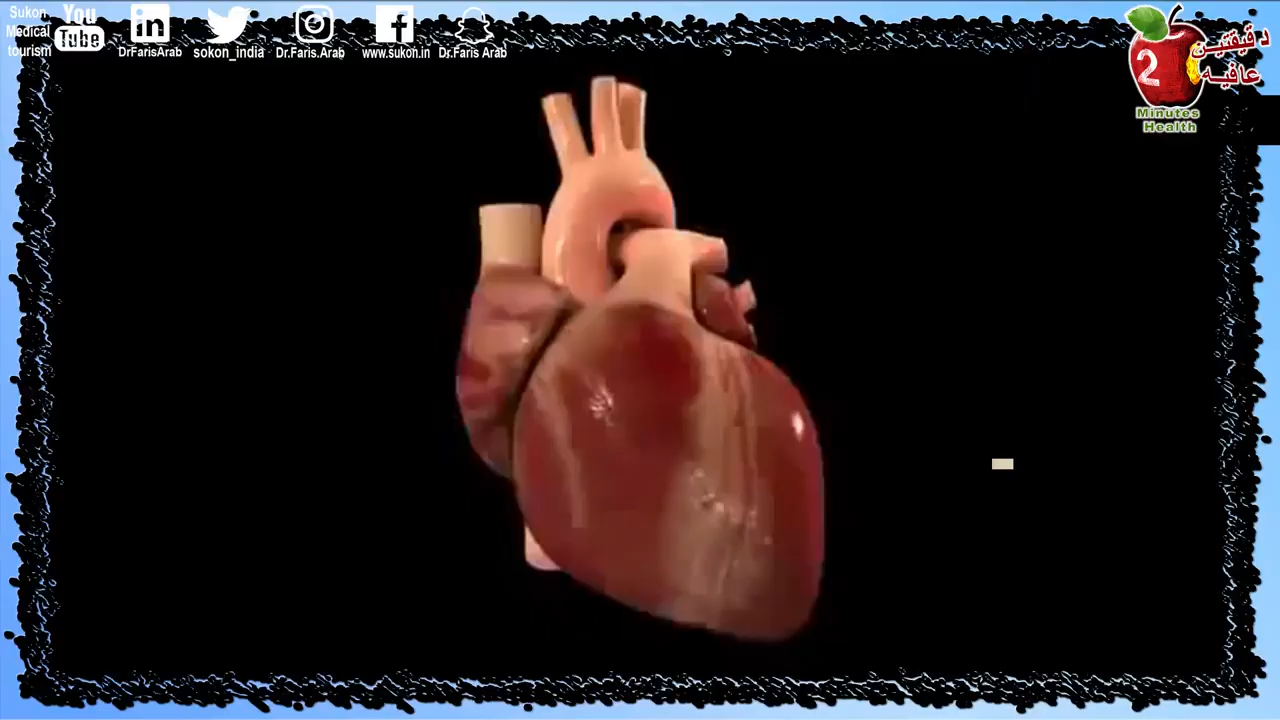 Sukon
Medical
tourism
You
Tube
DrFarisArab
sokon_india
Dr.Faris.Arab
www.sukon.in
Dr.Faris Arab
2
دقيقتين
عافيه
Minutes
Health